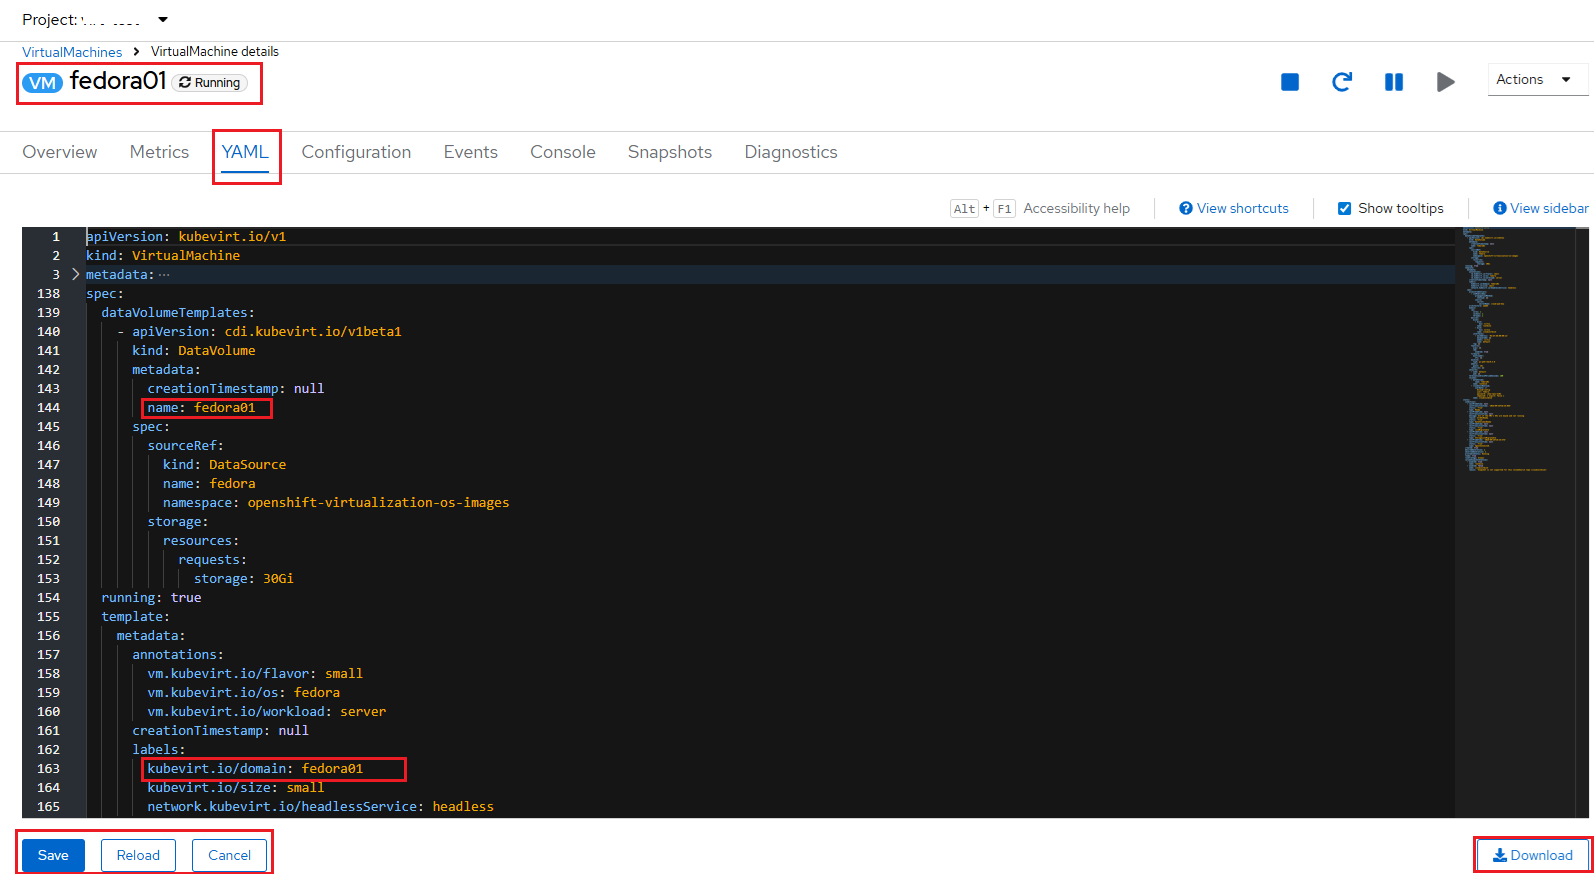 Project:
VirtualMachines > VirtualMachine details
VM fedora01 Running
Actions
Overview Metrics YAML Configuration Events Console Snapshots Diagnostics
Alt + F1 Accessibility help View shortcuts Show tooltips View sidebar
1 apiVersion: kubevirt.io/v1
2 kind: VirtualMachine
3 metadata: ...
138 spec:
139 dataVolumeTemplates:
140 - apiVersion: cdi.kubevirt.io/v1beta1
141 kind: DataVolume
142 metadata:
143 creationTimestamp: null
144 name: fedora01
145 spec:
146 sourceRef:
147 kind: DataSource
148 name: fedora
149 namespace: openshift-virtualization-os-images
150 storage:
151 resources:
152 requests:
153 storage: 30Gi
154 running: true
155 template:
156 metadata:
157 annotations:
158 vm.kubevirt.io/flavor: small
159 vm.kubevirt.io/os: fedora
160 vm.kubevirt.io/workload: server
161 creationTimestamp: null
162 labels:
163 kubevirt.io/domain: fedora01
164 kubevirt.io/size: small
165 network.kubevirt.io/headlessService: headless
Save Reload Cancel Download